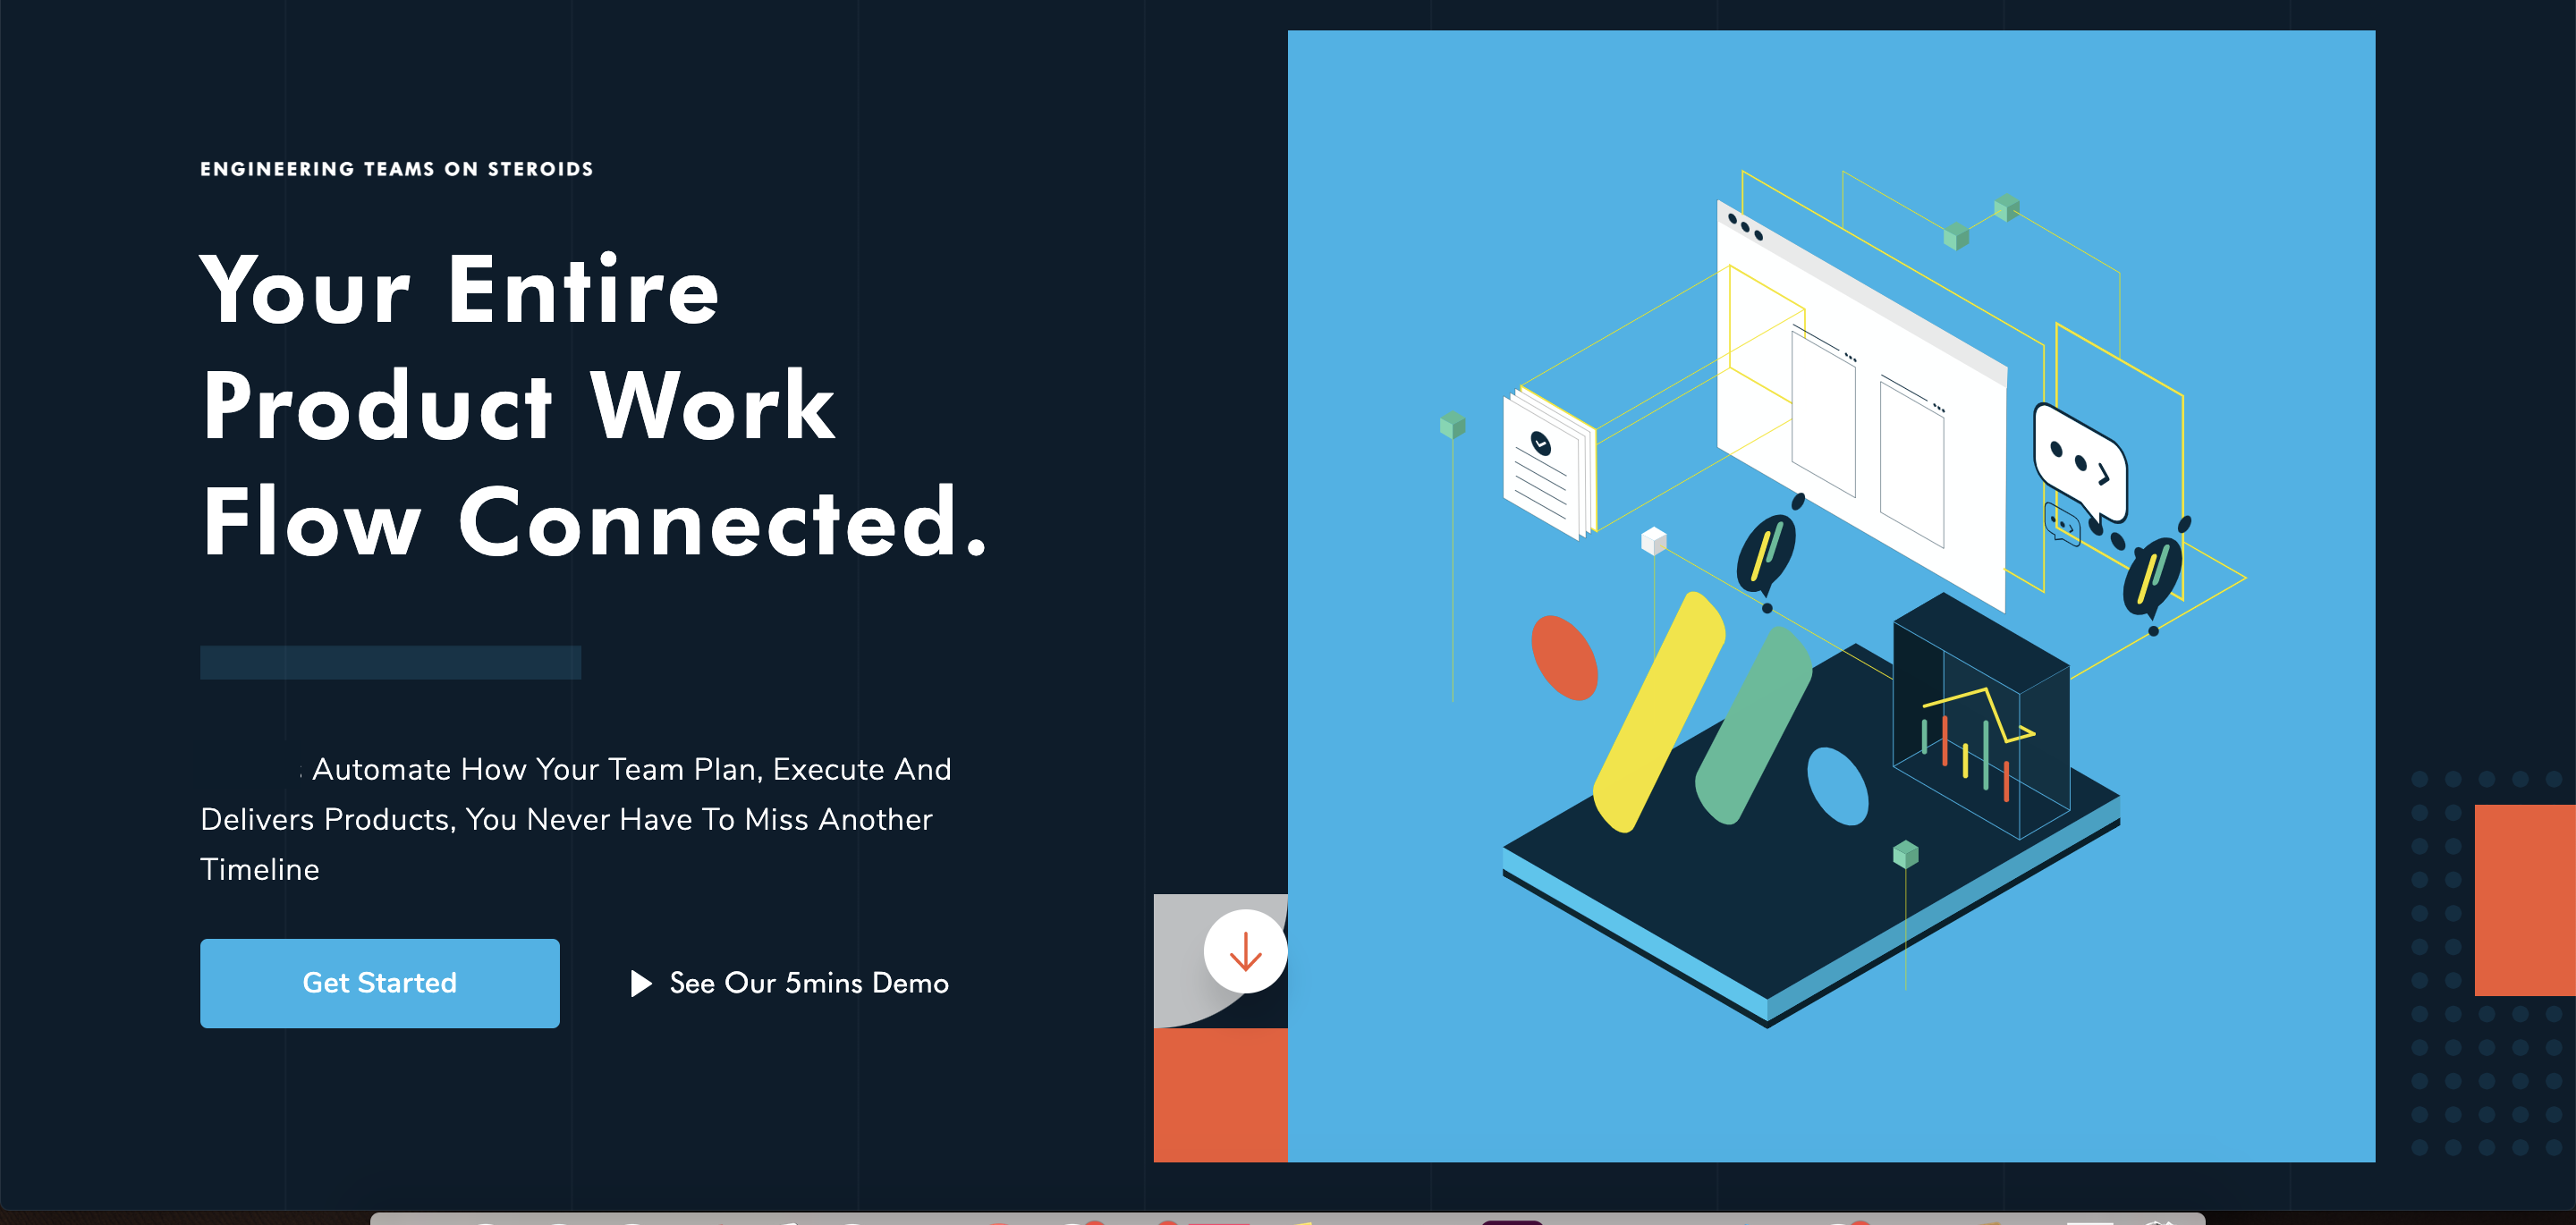 ENGINEERING TEAMS ON STEROIDS
Your Entire
Product Work
Flow Connected.
Automate How Your Team Plan, Execute And
Delivers Products, You Never Have To Miss Another
Timeline
Get Started
See Our 5mins Demo